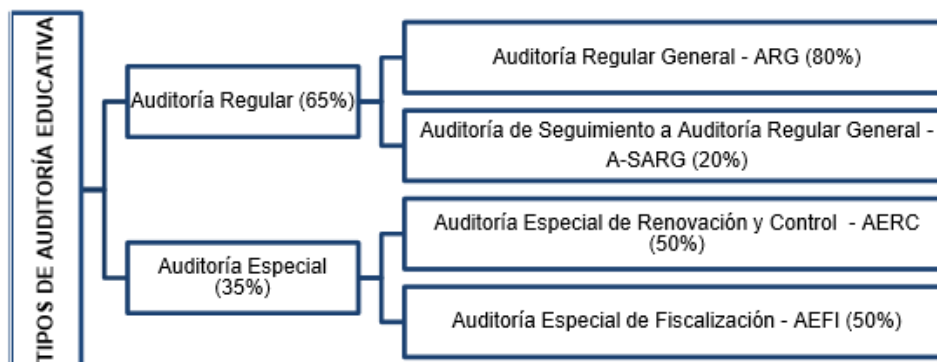 TIPOS DE AUDITORÍA EDUCATIVA
Auditoría Regular (65%)
Auditoría Regular General - ARG (80%)
Auditoría de Seguimiento a Auditoría Regular General -
A-SARG (20%)
Auditoría Especial
(35%)
Auditoría Especial de Renovación y Control - AERC
(50%)
Auditoría Especial de Fiscalización - AEFI (50%)